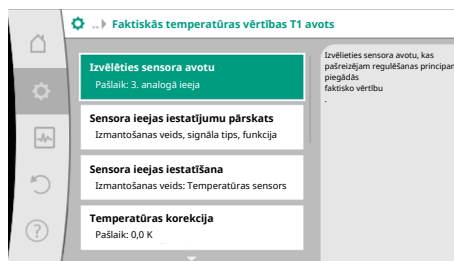 ..▸ Faktiskās temperatūras vērtības T1 avots
Izvēlēties sensora avotu
Pašlaik: 3. analogā ieeja
Sensora ieejas iestatījumu pārskats
Izmantošanas veids, signāla tips, funkcija
Sensora ieejas iestatīšana
Izmantošanas veids: Temperatūras sensors
Temperatūras korekcija
Pašlaik: 0,0 K
Izvēlieties sensora avotu, kas
pašreizējam regulēšanas principam
piegādās
faktisko vērtību
.